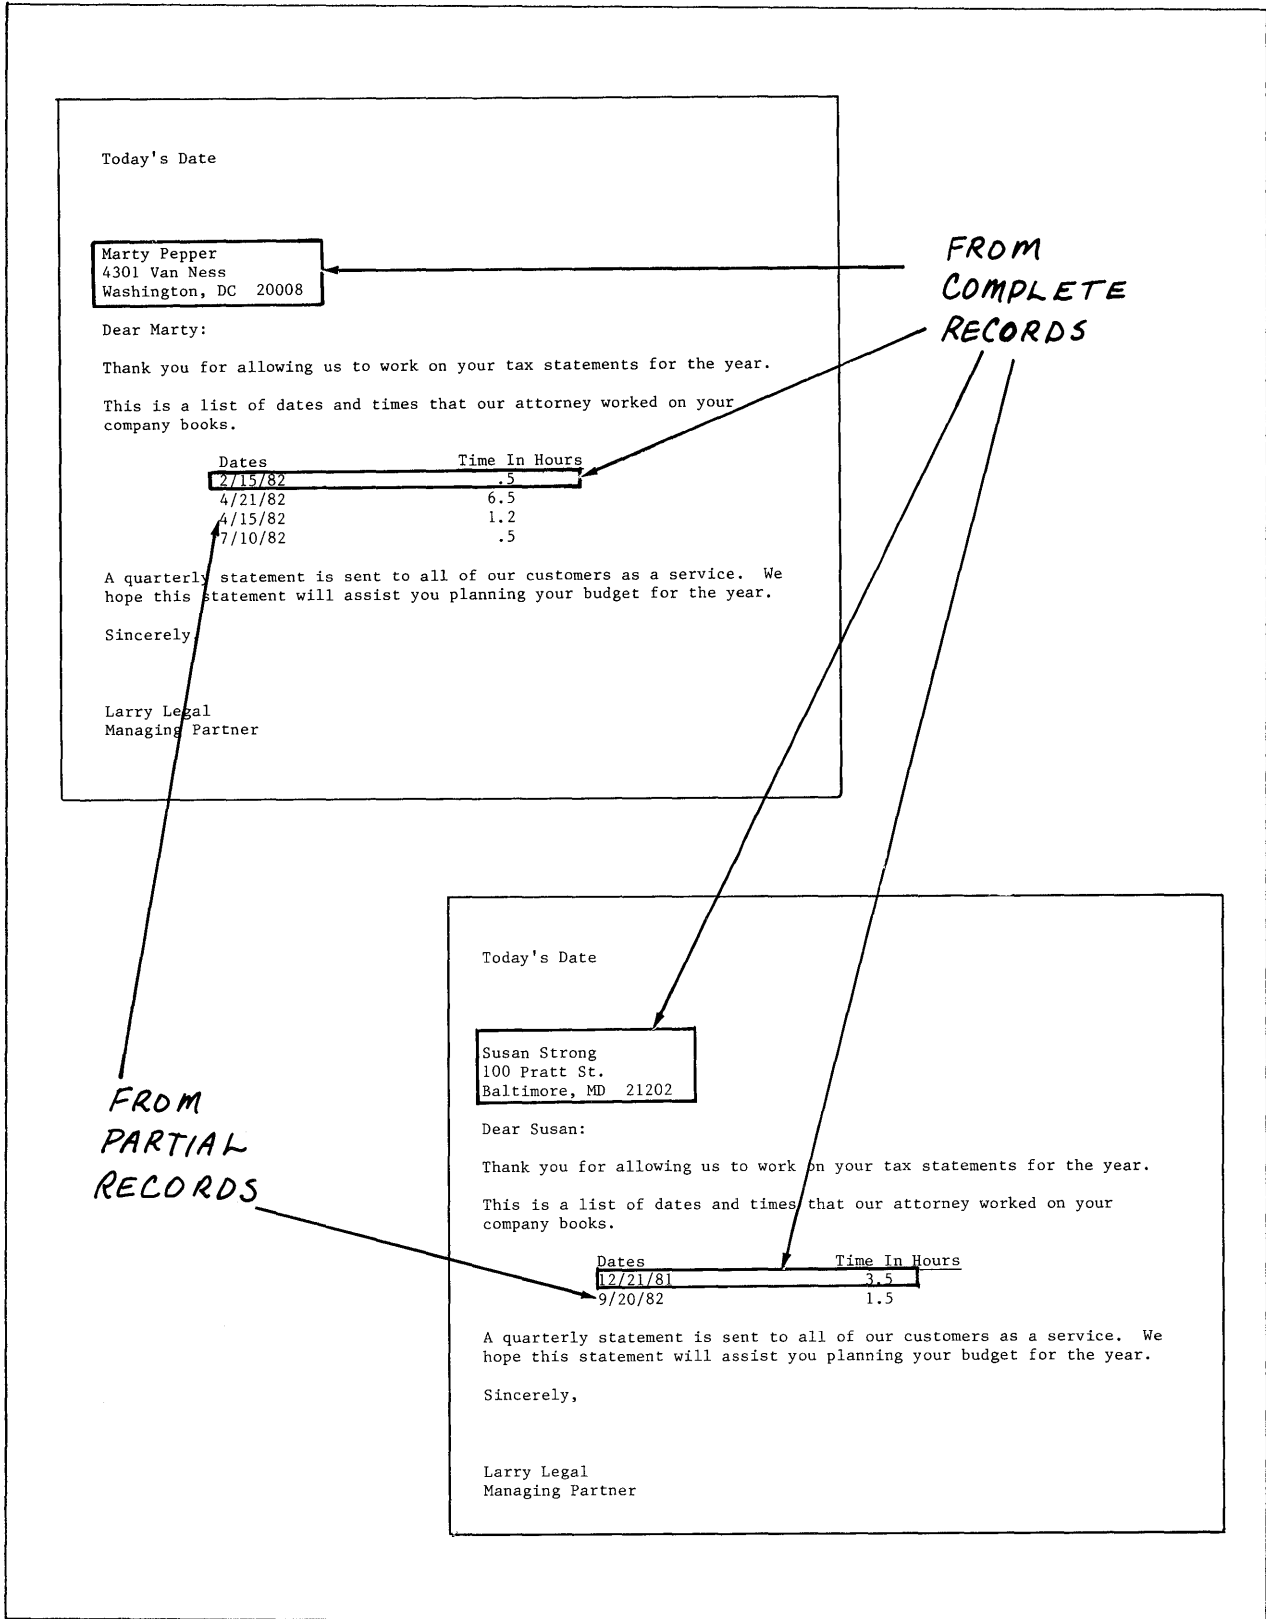 Today's Date
Marty Pepper
4301 Van Ness
Washington, DC 20008
Dear Marty:
Thank you for allowing us to work on your tax statements for the year.
This is a list of dates and times that our attorney worked on your
company books.
Dates Time In Hours
2/15/82 .5
4/21/82 6.5
4/15/82 1.2
7/10/82 .5
A quarterly statement is sent to all of our customers as a service. We
hope this statement will assist you planning your budget for the year.
Sincerely,
Larry Legal
Managing Partner
FROM
COMPLETE
RECORDS
FROM
PARTIAL
RECORDS
Today's Date
Susan Strong
100 Pratt St.
Baltimore, MD 21202
Dear Susan:
Thank you for allowing us to work on your tax statements for the year.
This is a list of dates and times that our attorney worked on your
company books.
Dates Time In Hours
12/21/81 3.5
9/20/82 1.5
A quarterly statement is sent to all of our customers as a service. We
hope this statement will assist you planning your budget for the year.
Sincerely,
Larry Legal
Managing Partner